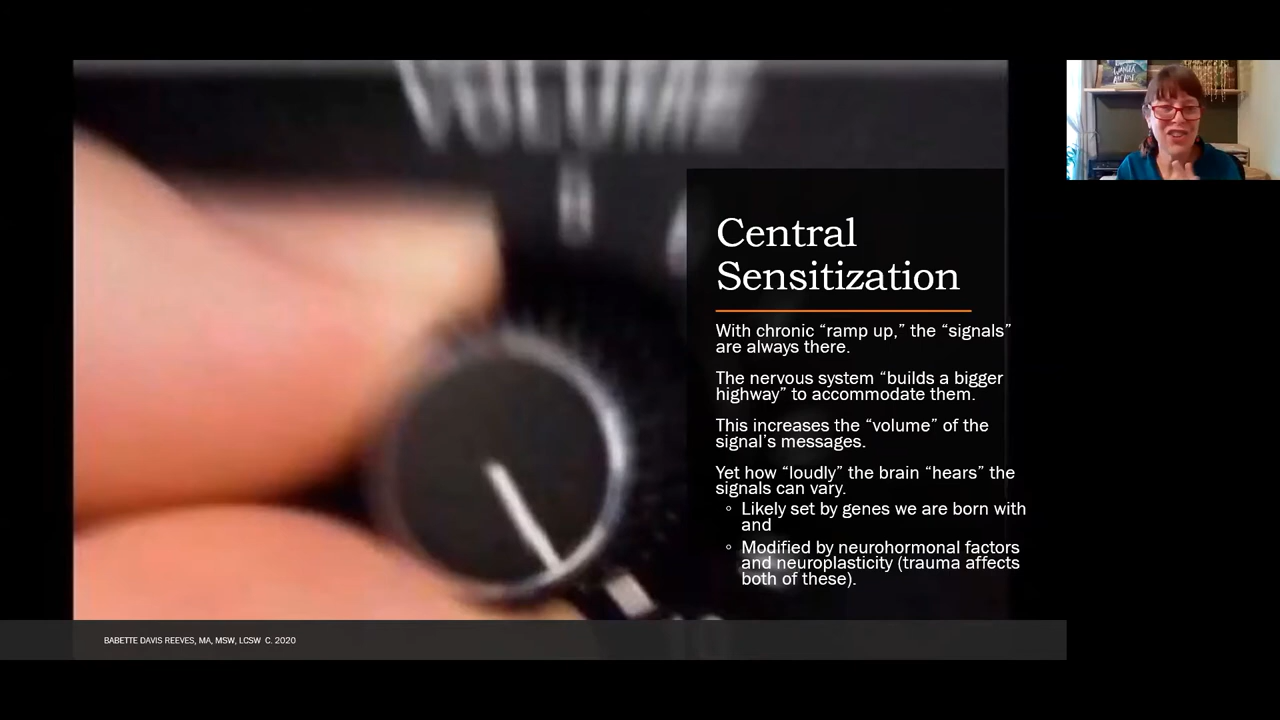 VOLUME
Central
Sensitization
With chronic “ramp up,” the “signals”
are always there.
The nervous system “builds a bigger
highway” to accommodate them.
This increases the “volume” of the
signal’s messages.
Yet how “loudly” the brain “hears” the
signals can vary.
◦ Likely set by genes we are born with
and
◦ Modified by neurohormonal factors
and neuroplasticity (trauma affects
both of these).
10
BABETTE DAVIS REEVES, MA, MSW, LCSW C. 2020